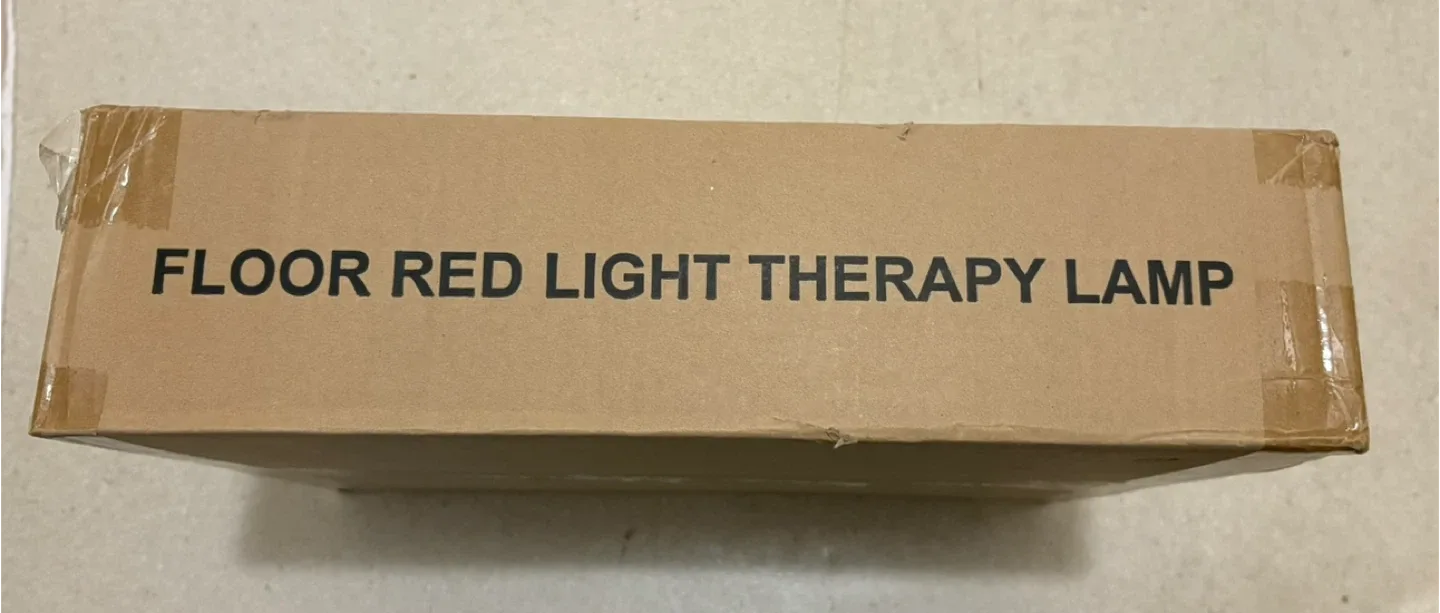 FLOOR RED LIGHT THERAPY LAMP